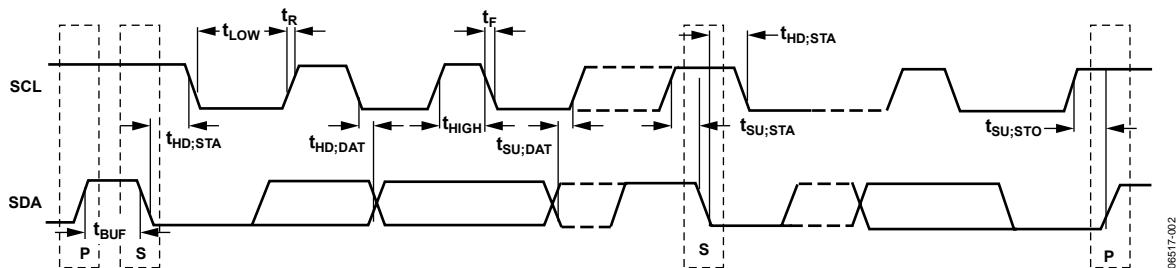 tLOW
tR
tF
tHD;STA
SCL
tHD;STA
tHD;DAT
tHIGH
tSU;DAT
tSU;STA
tSU;STO
SDA
tBUF
P
S
S
P
06517-002